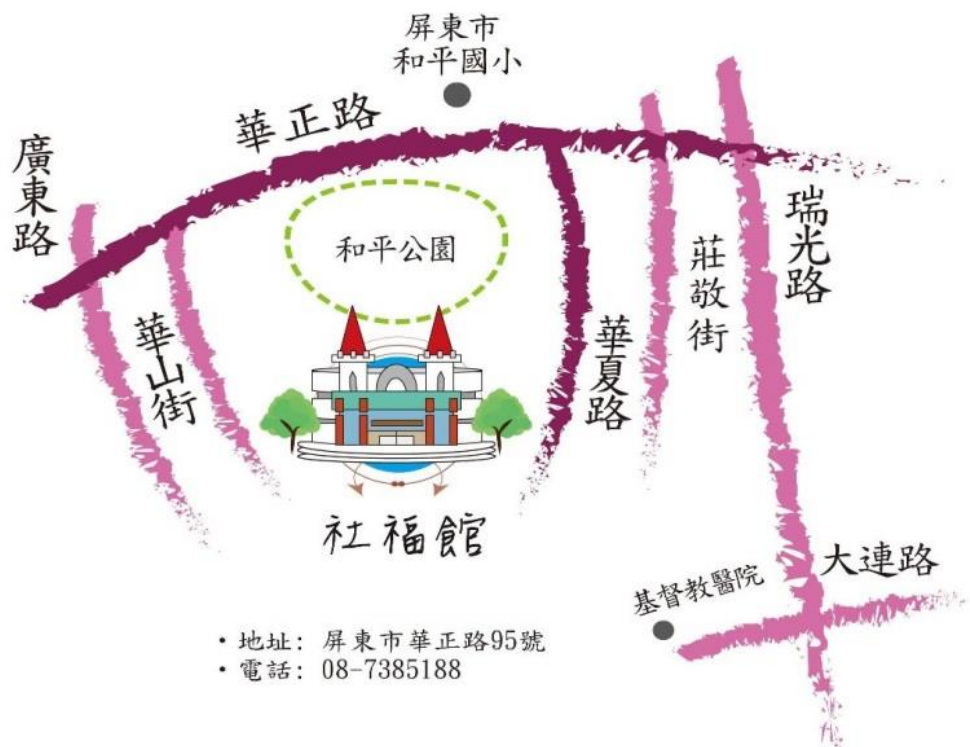 屏東市
和平國小
華正路
廣東路
瑞光路
和平公園
莊敬街
華山街
華夏路
社福館
大連路
基督教醫院
・地址: 屏東市華正路95號
・電話: 08-7385188